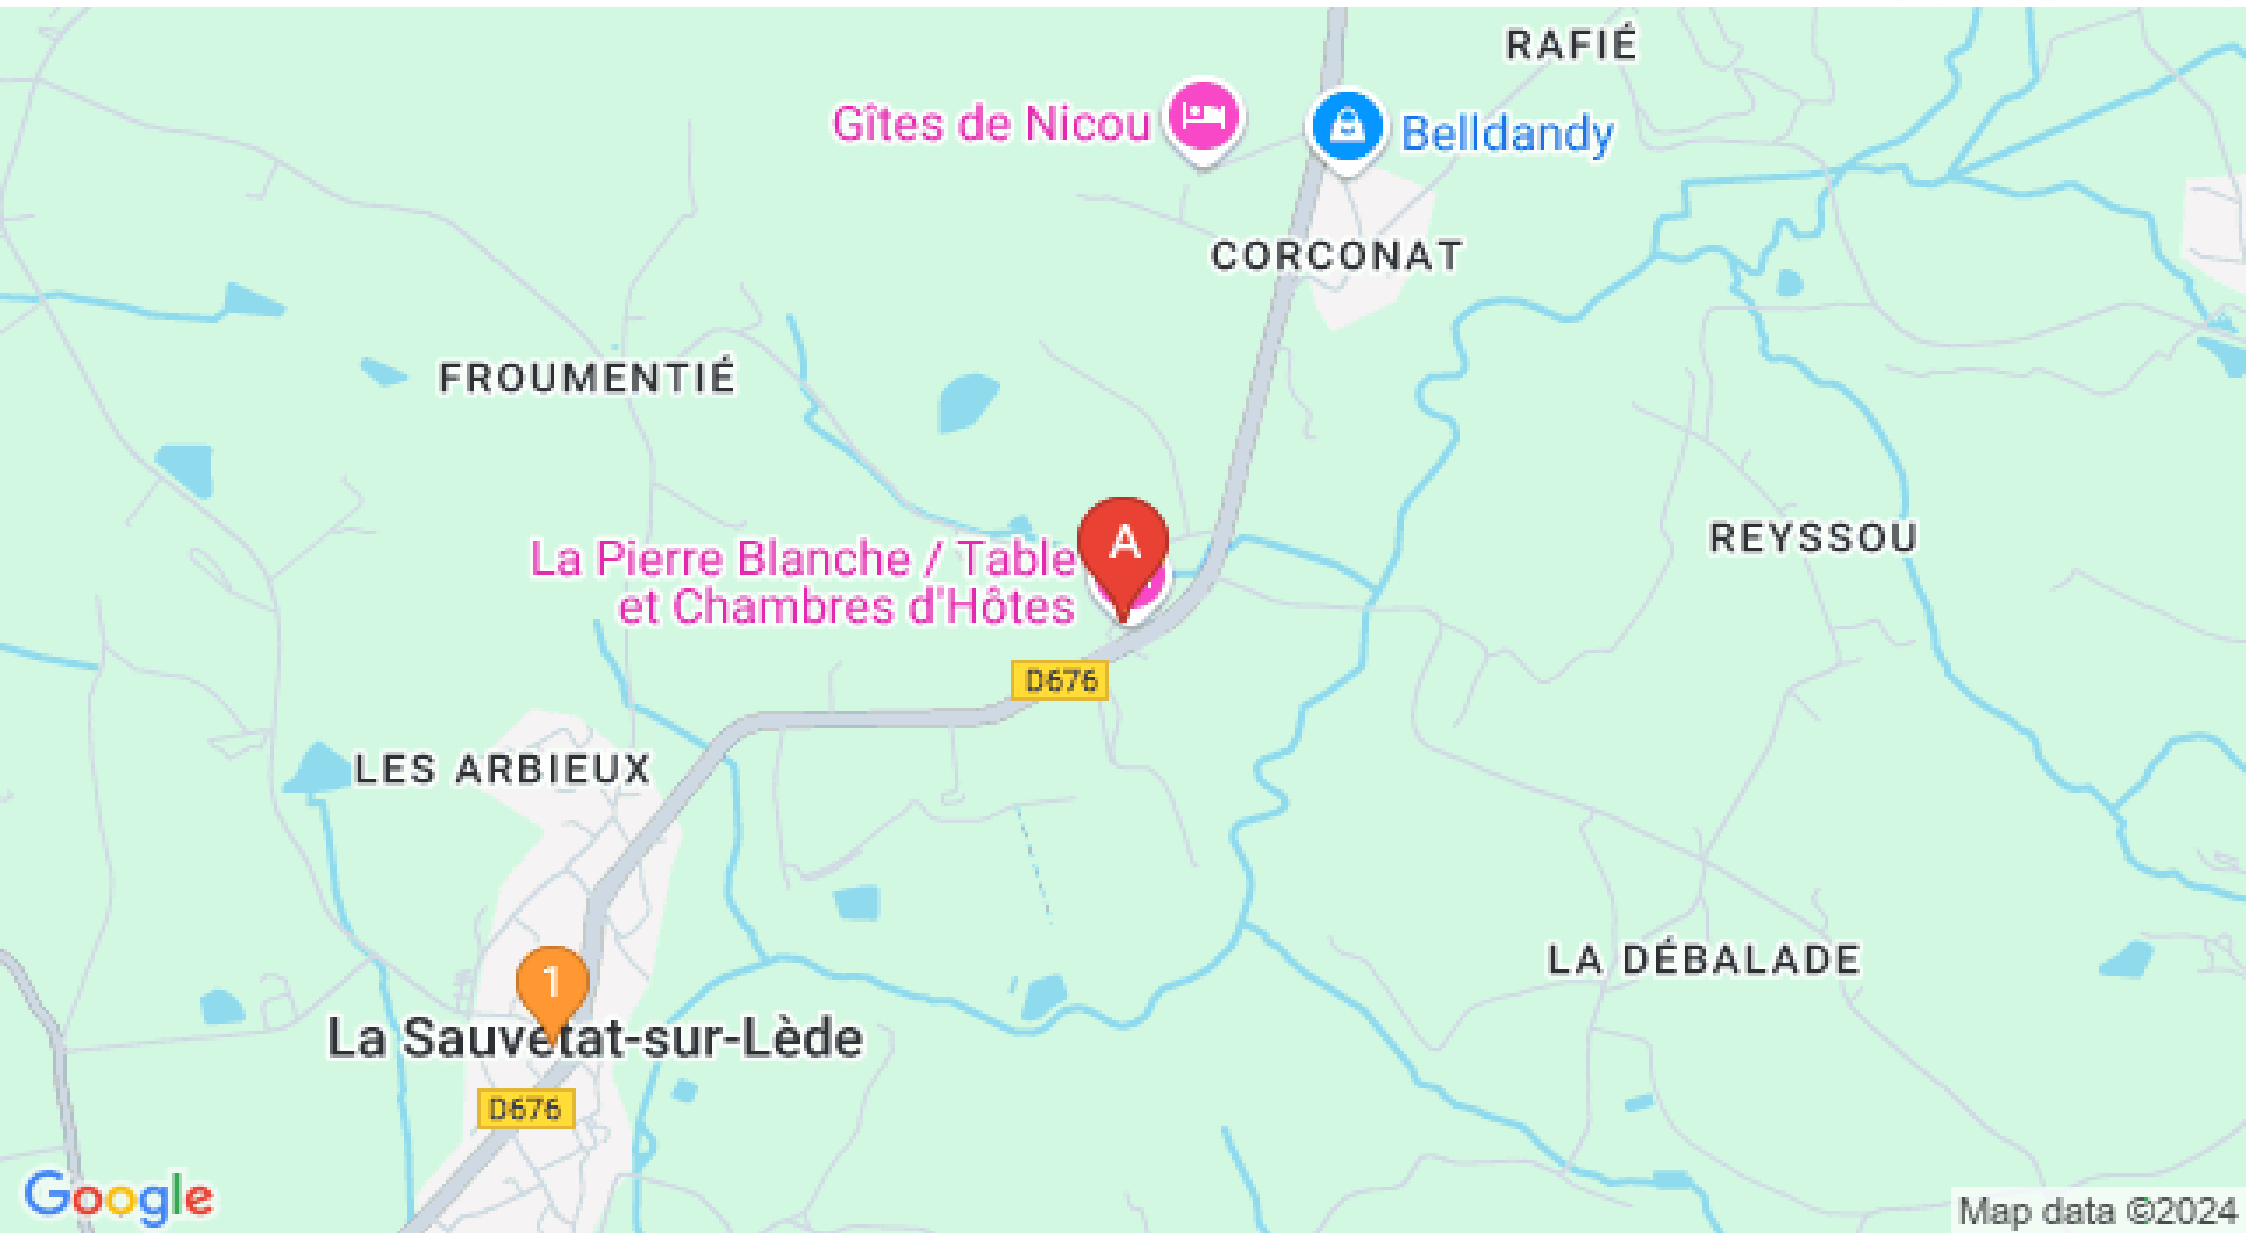 RAFIÉ
Gîtes de Nicou
Belldandy
CORCONAT
FROUMENTIÉ
A
La Pierre Blanche / Table
et Chambres d'Hôtes
REYSSOU
D676
LES ARBIEUX
LA DÉBALADE
1
La Sauvetat-sur-Lède
D676
Google
Map data ©2024